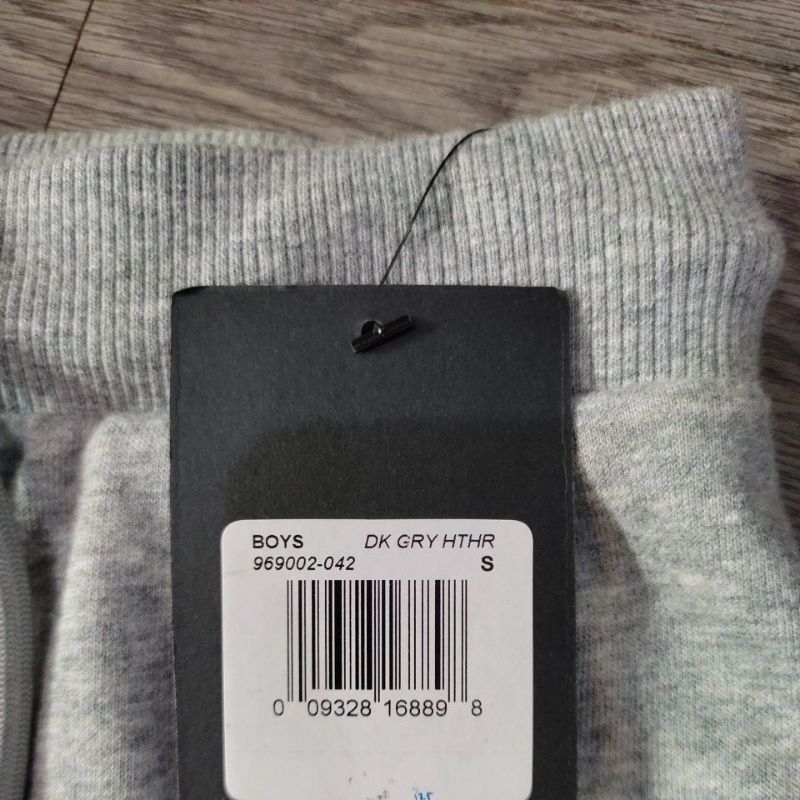 BOYS DK GRY HTHR
969002-042 S
0 09328 16889 8